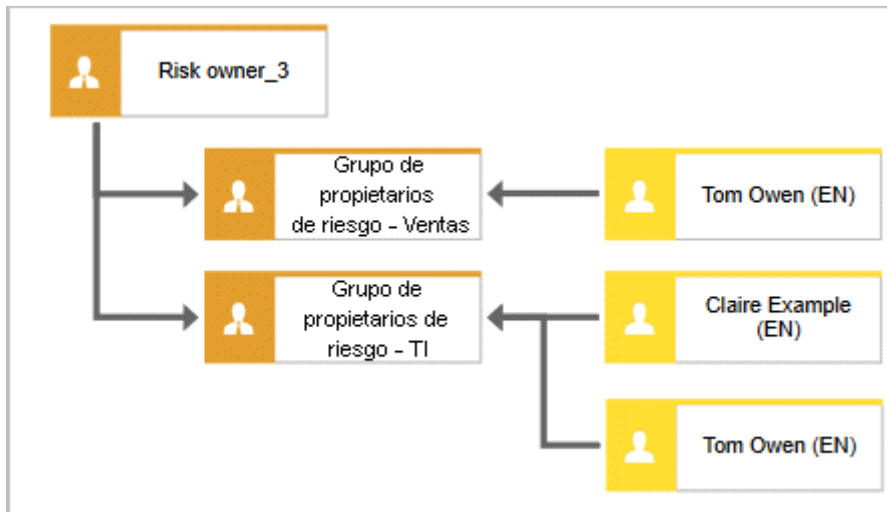 Risk owner_3
Grupo de
propietarios
de riesgo - Ventas
Tom Owen (EN)
Grupo de
propietarios de
riesgo - TI
Claire Example
(EN)
Tom Owen (EN)